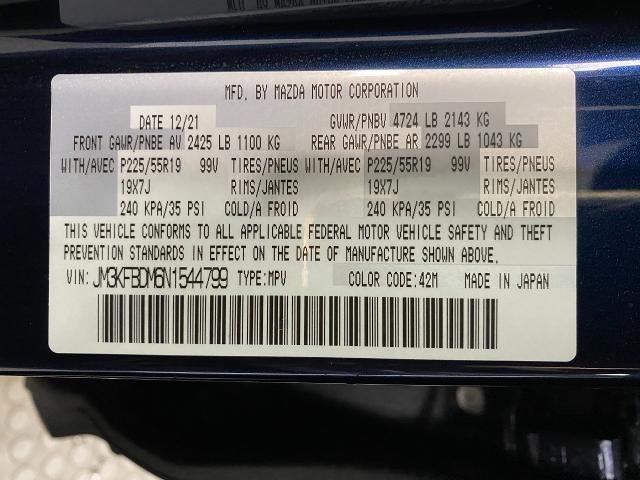 MFD. BY MAZDA MOTOR CORPORATION
DATE 12/21 GVWR/PNBV 4724 LB 2143 KG
FRONT GAWR/PNBE AV 2425 LB 1100 KG REAR GAWR/PNBE AR 2299 LB 1043 KG
WITH/AVEC P225/55R19 99V TIRES/PNEUS WITH/AVEC P225/55R19 99V TIRES/PNEUS
19X7J RIMS/JANTES 19X7J RIMS/JANTES
240 KPA/35 PSI COLD/A FROID 240 KPA/35 PSI COLD/A FROID
THIS VEHICLE CONFORMS TO ALL APPLICABLE FEDERAL MOTOR VEHICLE SAFETY AND THEFT
PREVENTION STANDARDS IN EFFECT ON THE DATE OF MANUFACTURE SHOWN ABOVE.
VIN: JM3KFBDM6N1544799 TYPE:MPV COLOR CODE:42M MADE IN JAPAN